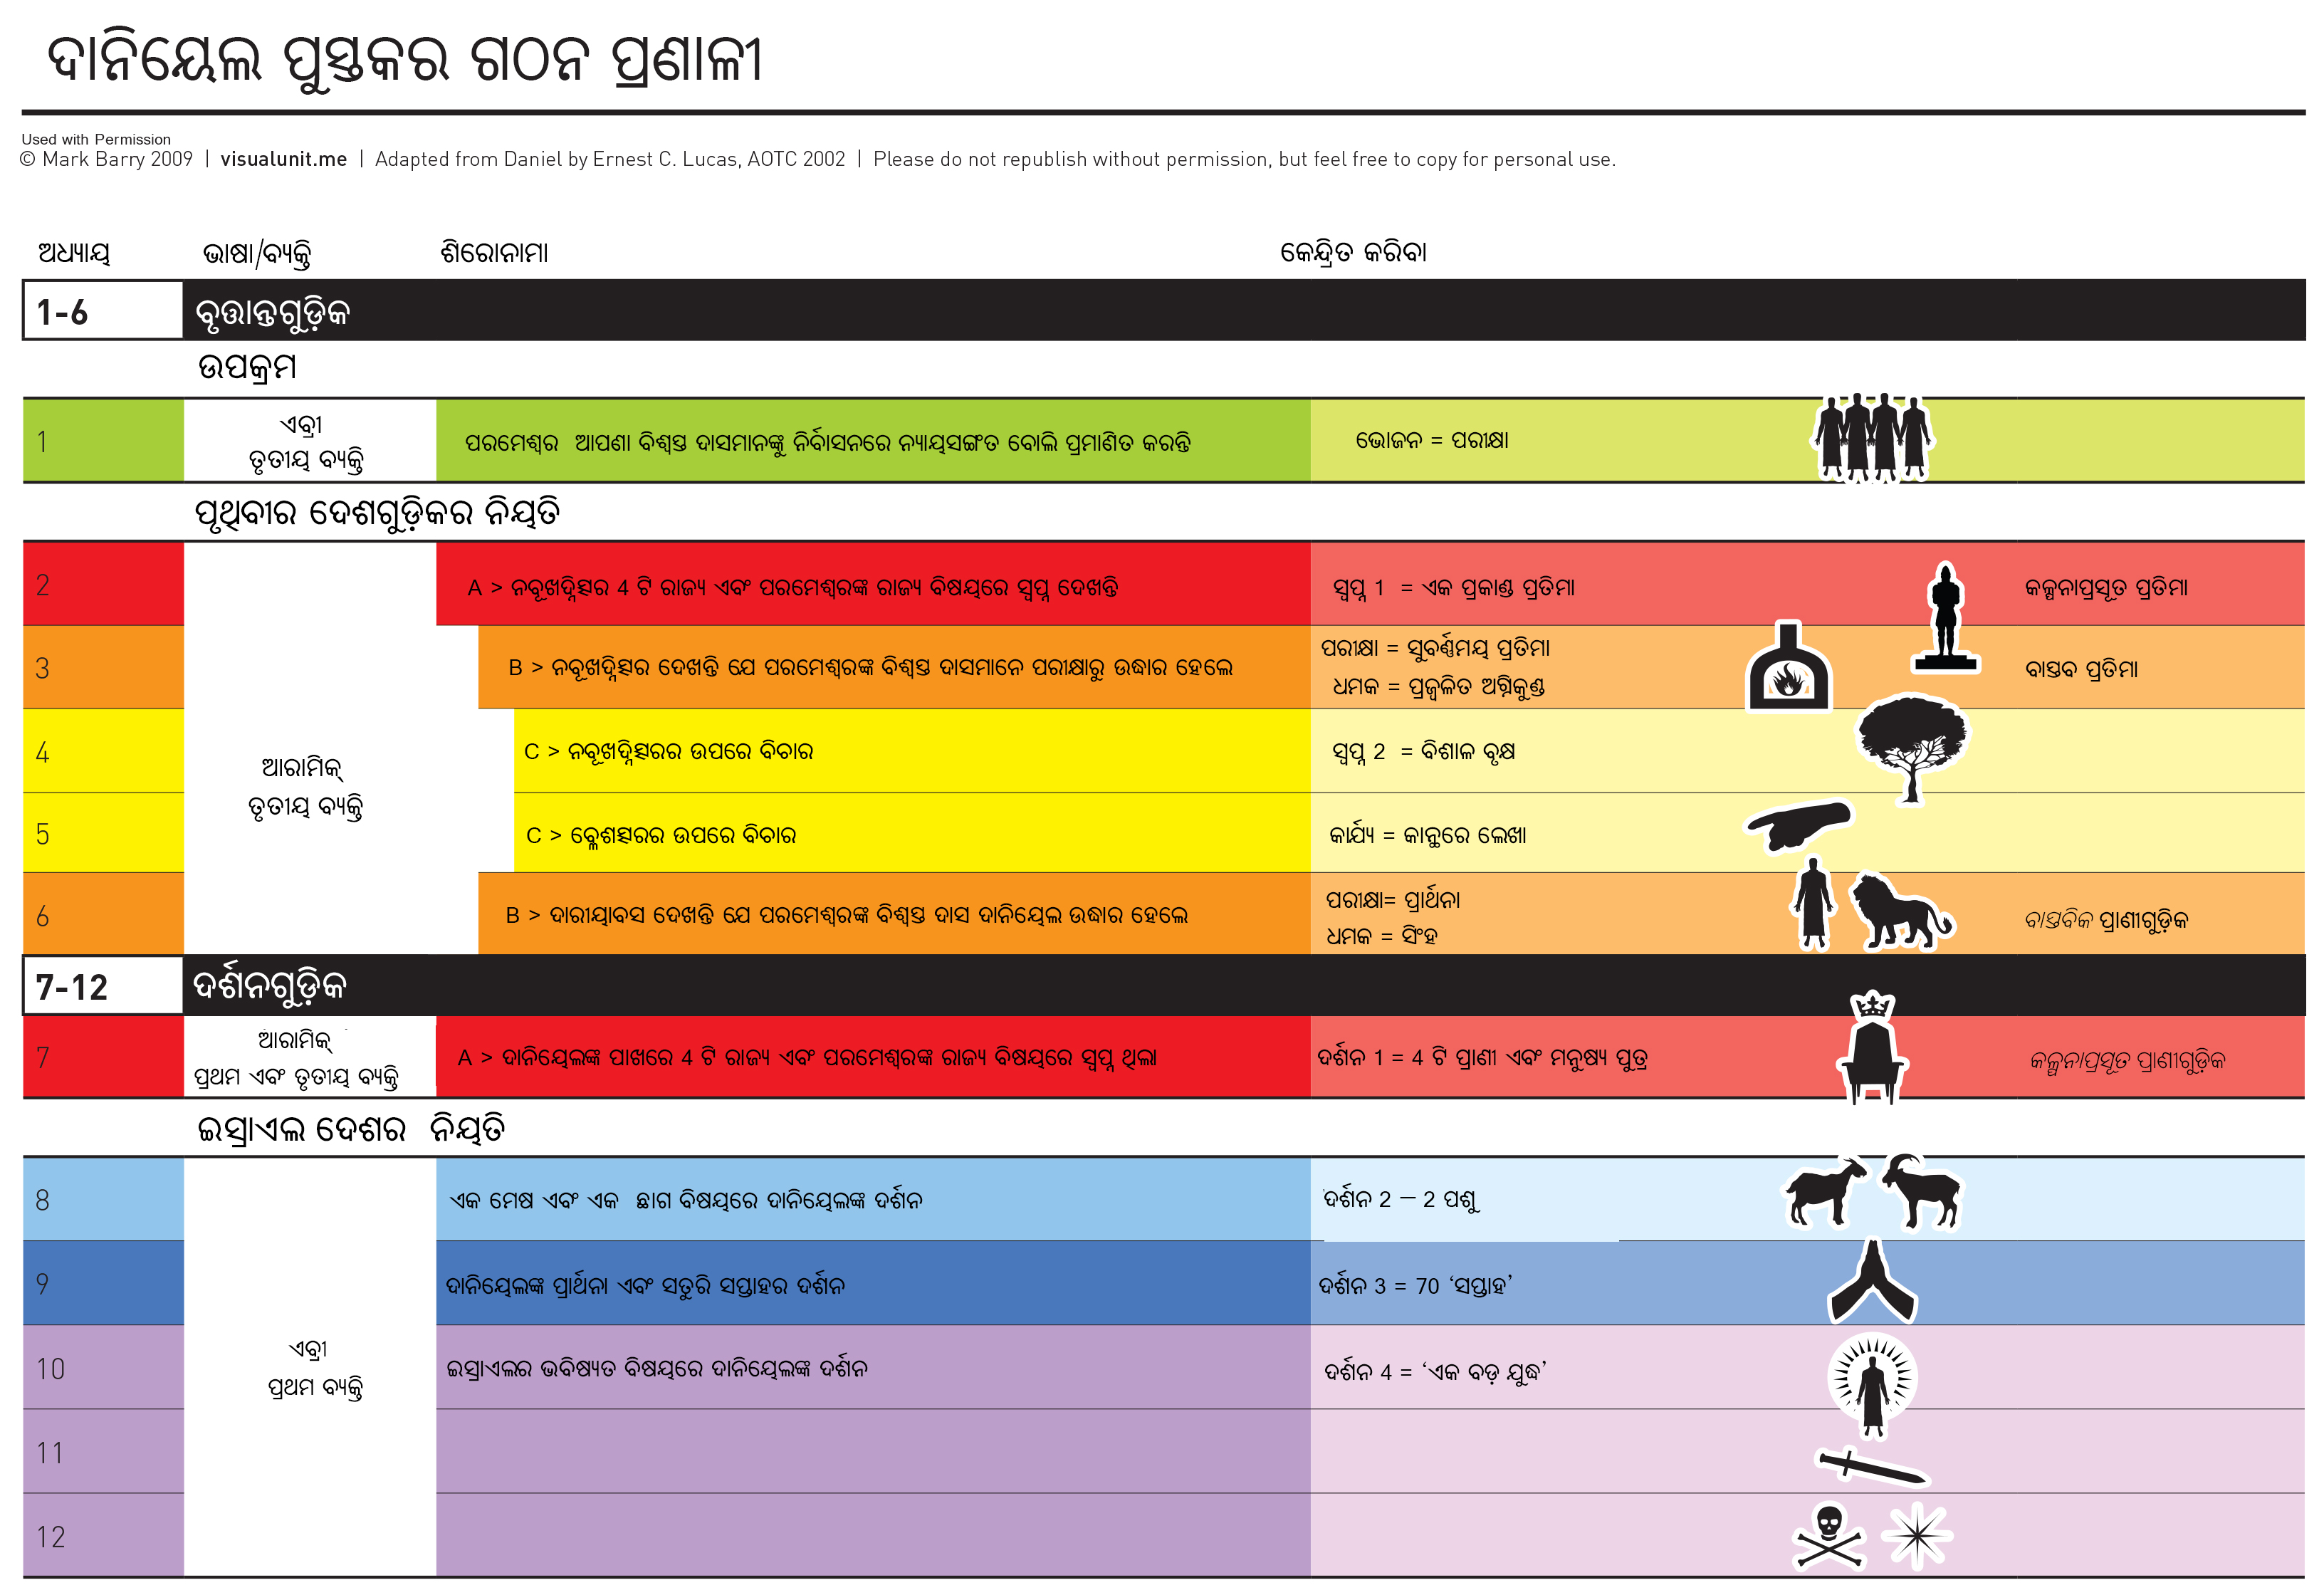 ଦାନିୟେଲ ପୁସ୍ତକର ଗଠନ ପ୍ରଣାଳୀ
Used with Permission
© Mark Barry 2009 | visualunit.me | Adapted from Daniel by Ernest C. Lucas, AOTC 2002 | Please do not republish without permission, but feel free to copy for personal use.
ଅଧ୍ୟାୟ ଭାଷା/ବ୍ୟକ୍ତି ଶିରୋନାମା କେନ୍ଦ୍ରିତ କରିବା
1-6 ବୃତ୍ତାନ୍ତଗୁଡ଼ିକ
ଉପକ୍ରମ
1 ଏବ୍ରୀ
ତୃତୀୟ ବ୍ୟକ୍ତି
ପରମେଶ୍ୱର ଆପଣା ବିଶ୍ୱସ୍ତ ଦାସମାନଙ୍କୁ ନିର୍ବାସନରେ ନ୍ୟାୟସଙ୍ଗତ ବୋଲି ପ୍ରମାଣିତ କରନ୍ତି
ଭୋଜନ = ପରୀକ୍ଷା
ପୃଥିବୀର ଦେଶଗୁଡ଼ିକର ନିୟତି
2 A > ନବୂଖଦ୍ନିତ୍ସର 4 ଟି ରାଜ୍ୟ ଏବଂ ପରମେଶ୍ୱରଙ୍କ ରାଜ୍ୟ ବିଷୟରେ ସ୍ୱପ୍ନ ଦେଖନ୍ତି ସ୍ୱପ୍ନ 1 = ଏକ ପ୍ରକାଣ୍ଡ ପ୍ରତିମା କଳ୍ପନାପ୍ରସୂତ ପ୍ରତିମା
3 B > ନବୂଖଦ୍ନିତ୍ସର ଦେଖନ୍ତି ଯେ ପରମେଶ୍ୱରଙ୍କ ବିଶ୍ୱସ୍ତ ଦାସମାନେ ପରୀକ୍ଷାରୁ ଉଦ୍ଧାର ହେଲେ
ପରୀକ୍ଷା = ସୁବର୍ଣ୍ଣମୟ ପ୍ରତିମା
ଧମକ = ପ୍ରଜ୍ୱଳିତ ଅଗ୍ନିକୁଣ୍ଡ
ବାସ୍ତବ ପ୍ରତିମା
4 C > ନବୂଖଦ୍ନିତ୍ସରର ଉପରେ ବିଚାର ସ୍ୱପ୍ନ 2 = ବିଶାଳ ବୃକ୍ଷ
ଆରାମିକ୍
ତୃତୀୟ ବ୍ୟକ୍ତି
5 C > ବେଳ୍ଶତ୍ସରର ଉପରେ ବିଚାର କାର୍ଯ୍ୟ = କାନ୍ଥରେ ଲେଖା
6 B > ଦାରୀୟାବସ ଦେଖନ୍ତି ଯେ ପରମେଶ୍ୱରଙ୍କ ବିଶ୍ୱସ୍ତ ଦାସ ଦାନିୟେଲ ଉଦ୍ଧାର ହେଲେ
ପରୀକ୍ଷା= ପ୍ରାର୍ଥନା
ଧମକ = ସିଂହ
ବାସ୍ତବିକ ପ୍ରାଣୀଗୁଡ଼ିକ
7-12 ଦର୍ଶନଗୁଡ଼ିକ
7 ଆରାମିକ୍
ପ୍ରଥମ ଏବଂ ତୃତୀୟ ବ୍ୟକ୍ତି
A > ଦାନିୟେଲଙ୍କ ପାଖରେ 4 ଟି ରାଜ୍ୟ ଏବଂ ପରମେଶ୍ୱରଙ୍କ ରାଜ୍ୟ ବିଷୟରେ ସ୍ୱପ୍ନ ଥିଲା
ଦର୍ଶନ 1 = 4 ଟି ପ୍ରାଣୀ ଏବଂ ମନୁଷ୍ୟ ପୁତ୍ର
କଳ୍ପନାପ୍ରସୂତ ପ୍ରାଣୀଗୁଡ଼ିକ
ଇସ୍ରାଏଲ ଦେଶର ନିୟତି
8 ଏକ ମେଷ ଏବଂ ଏକ ଛାଗ ବିଷୟରେ ଦାନିୟେଲଙ୍କ ଦର୍ଶନ ଦର୍ଶନ 2 – 2 ପଶୁ
9 ଦାନିୟେଲଙ୍କ ପ୍ରାର୍ଥନା ଏବଂ ସତୁରି ସପ୍ତାହର ଦର୍ଶନ ଦର୍ଶନ 3 = 70 ‘ସପ୍ତାହ’
ଏବ୍ରୀ
ପ୍ରଥମ ବ୍ୟକ୍ତି
10 ଇସ୍ରାଏଲର ଭବିଷ୍ୟତ ବିଷୟରେ ଦାନିୟେଲଙ୍କ ଦର୍ଶନ ଦର୍ଶନ 4 = ‘ଏକ ବଡ଼ ଯୁଦ୍ଧ’
11
12